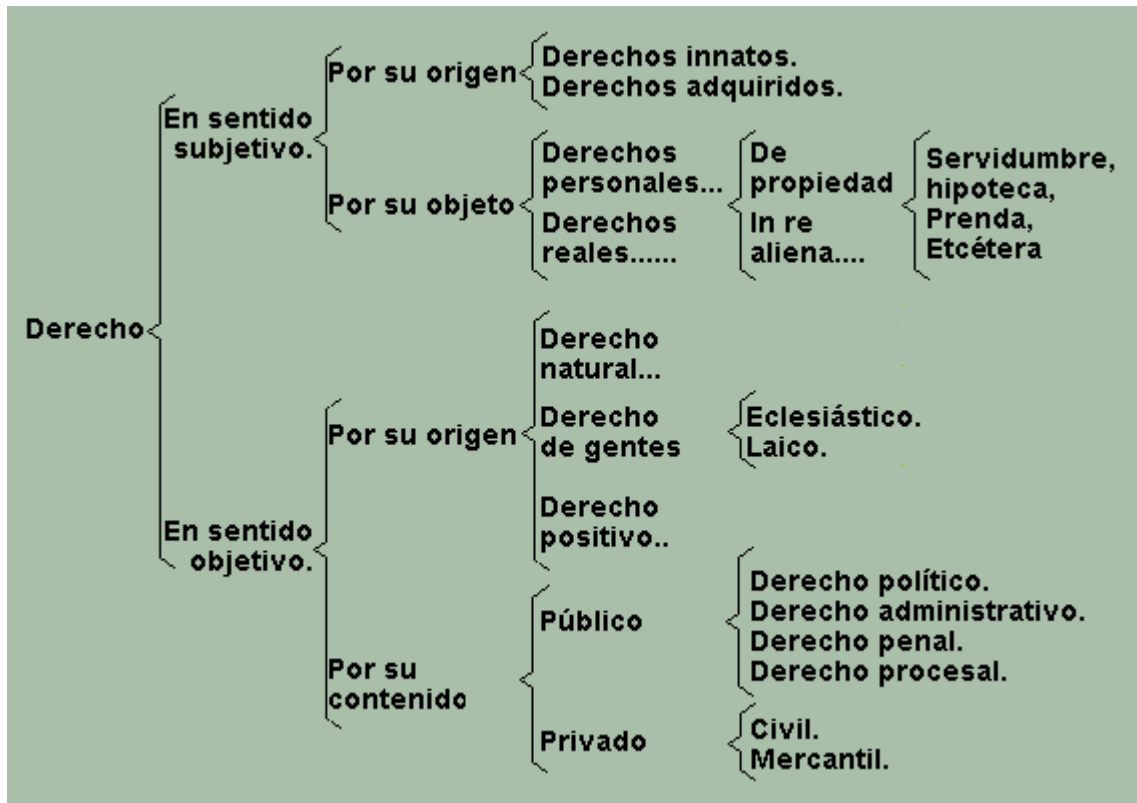 Derecho
En sentido
subjetivo.
Por su origen
Derechos innatos.
Derechos adquiridos.
Por su objeto
Derechos
personales...
Derechos
reales......
De
propiedad
In re
aliena....
Servidumbre,
hipoteca,
Prenda,
Etcétera
En sentido
objetivo.
Por su origen
Derecho
natural...
Derecho
de gentes
Eclesiástico.
Laico.
Derecho
positivo..
Por su
contenido
Público
Derecho político.
Derecho administrativo.
Derecho penal.
Derecho procesal.
Privado
Civil.
Mercantil.